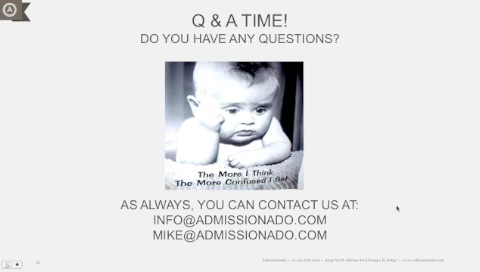 Q & A TIME!
DO YOU HAVE ANY QUESTIONS?
The More I Think
The More Confused I Get
AS ALWAYS, YOU CAN CONTACT US AT:
INFO@ADMISSIONADO.COM
MIKE@ADMISSIONADO.COM